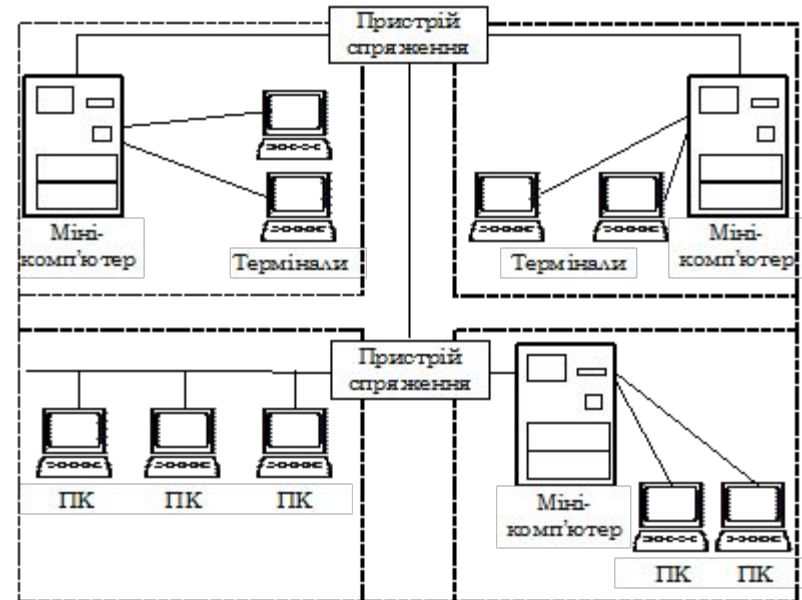 Пристрій
спряження
Міні-
комп'ютер
Термінали
Термінали
Міні-
комп'ютер
Пристрій
спряження
ПК
ПК
ПК
Міні-
комп'ютер
ПК
ПК